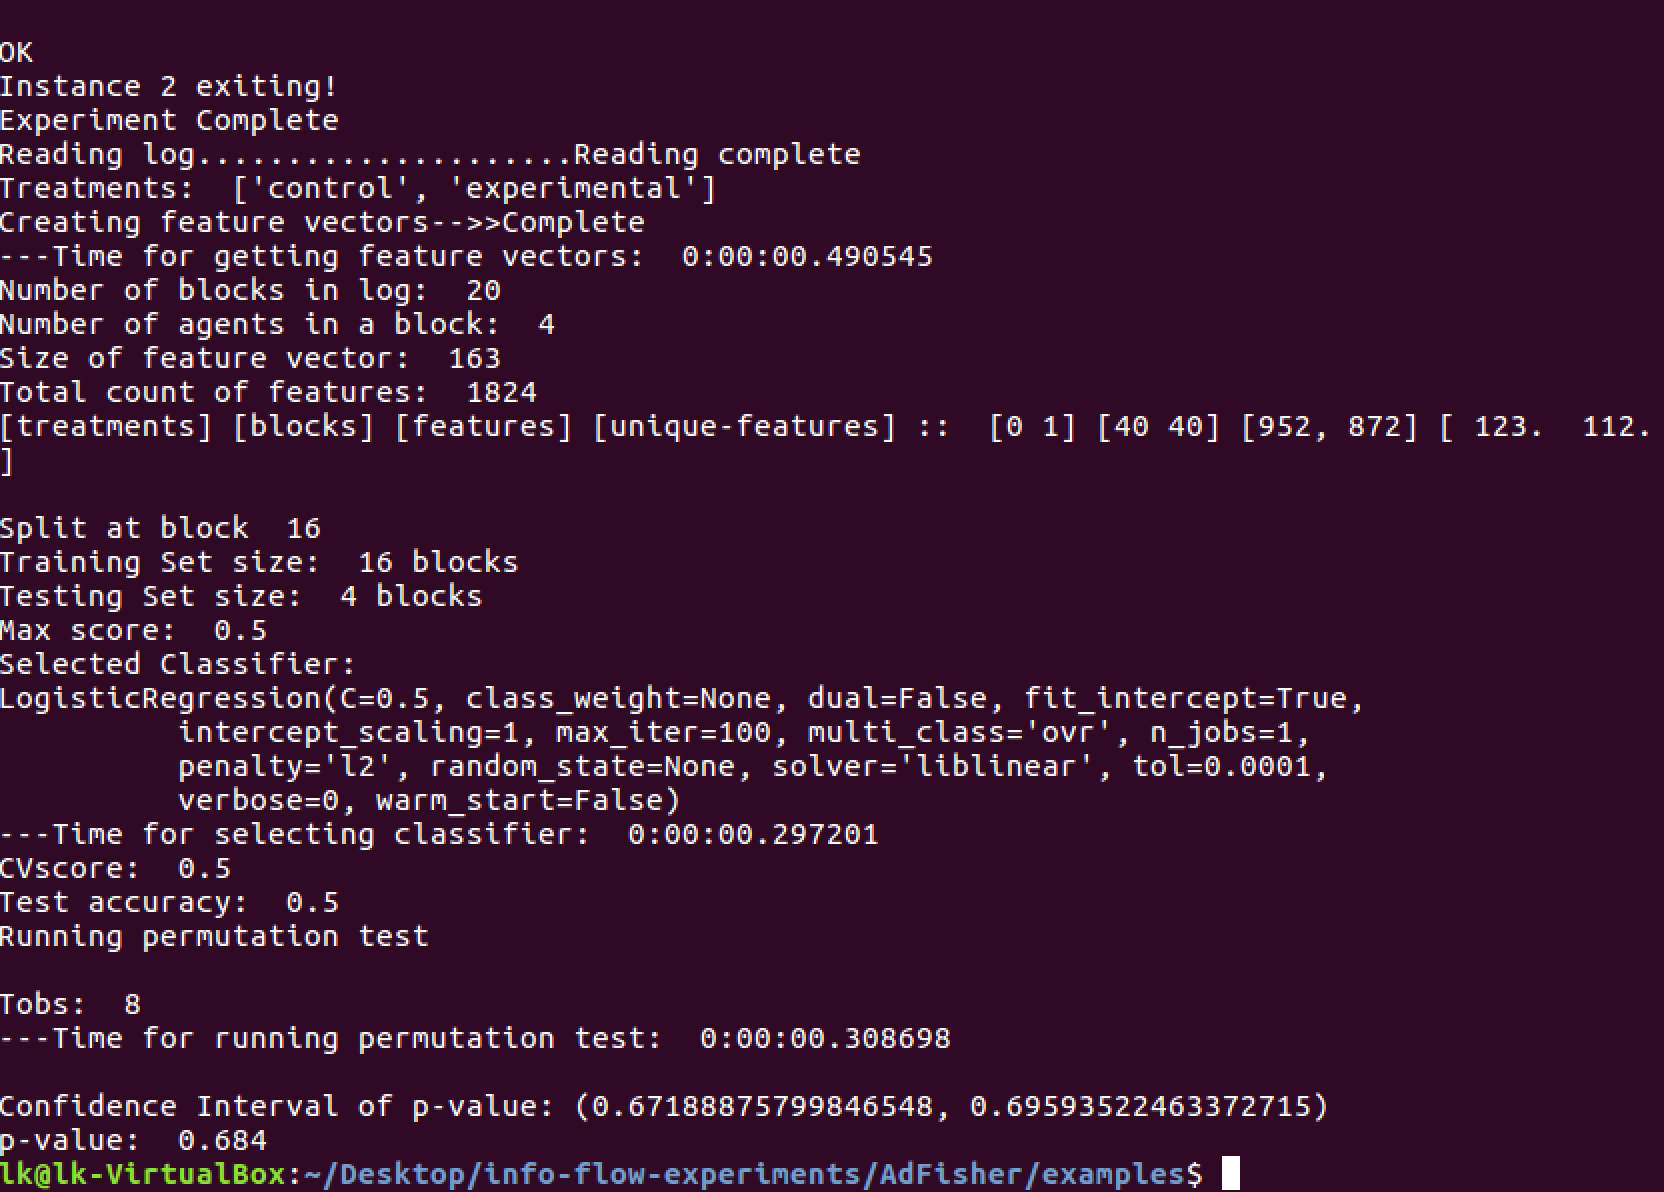 OK
Instance 2 exiting!
Experiment Complete
Reading log.....................Reading complete
Treatments:  ['control', 'experimental']
Creating feature vectors-->>Complete
---Time for getting feature vectors:  0:00:00.490545
Number of blocks in log:  20
Number of agents in a block:  4
Size of feature vector:  163
Total count of features:  1824
[treatments] [blocks] [features] [unique-features] ::  [0 1] [40 40] [952, 872] [ 123.  112.
]
Split at block  16
Training Set size:  16 blocks
Testing Set size:  4 blocks
Max score:  0.5
Selected Classifier:
LogisticRegression(C=0.5, class_weight=None, dual=False, fit_intercept=True,
          intercept_scaling=1, max_iter=100, multi_class='ovr', n_jobs=1,
          penalty='l2', random_state=None, solver='liblinear', tol=0.0001,
          verbose=0, warm_start=False)
---Time for selecting classifier:  0:00:00.297201
CVscore:  0.5
Test accuracy:  0.5
Running permutation test
Tobs:  8
---Time for running permutation test:  0:00:00.308698
Confidence Interval of p-value: (0.67188875799846548, 0.69593522463372715)
p-value:  0.684
lk@lk-VirtualBox:~/Desktop/info-flow-experiments/AdFisher/examples$